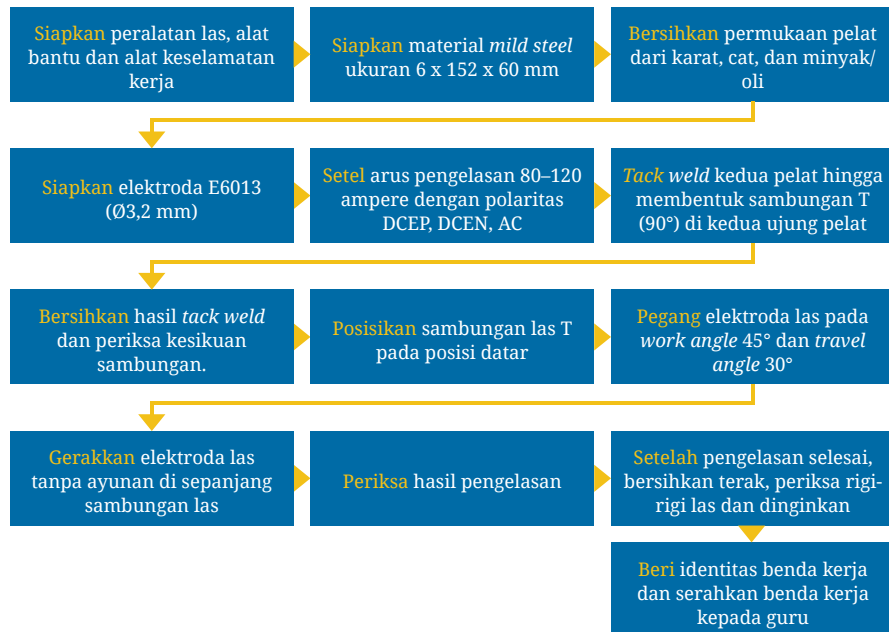 Siapkan peralatan las, alat
bantu dan alat keselamatan
kerja
Siapkan material mild steel
ukuran 6 x 152 x 60 mm
Bersihkan permukaan pelat
dari karat, cat, dan minyak/
oli
Siapkan elektroda E6013
(Ø3,2 mm)
Setel arus pengelasan 80–120
ampere dengan polaritas
DCEP, DCEN, AC
Tack weld kedua pelat hingga
membentuk sambungan T
(90°) di kedua ujung pelat
Bersihkan hasil tack weld
dan periksa kesikuan
sambungan.
Posisikan sambungan las T
pada posisi datar
Pegang elektroda las pada
work angle 45° dan travel
angle 30°
Gerakkan elektroda las
tanpa ayunan di sepanjang
sambungan las
Periksa hasil pengelasan
Setelah pengelasan selesai,
bersihkan terak, periksa rigi-
rigi las dan dinginkan
Beri identitas benda kerja
dan serahkan benda kerja
kepada guru